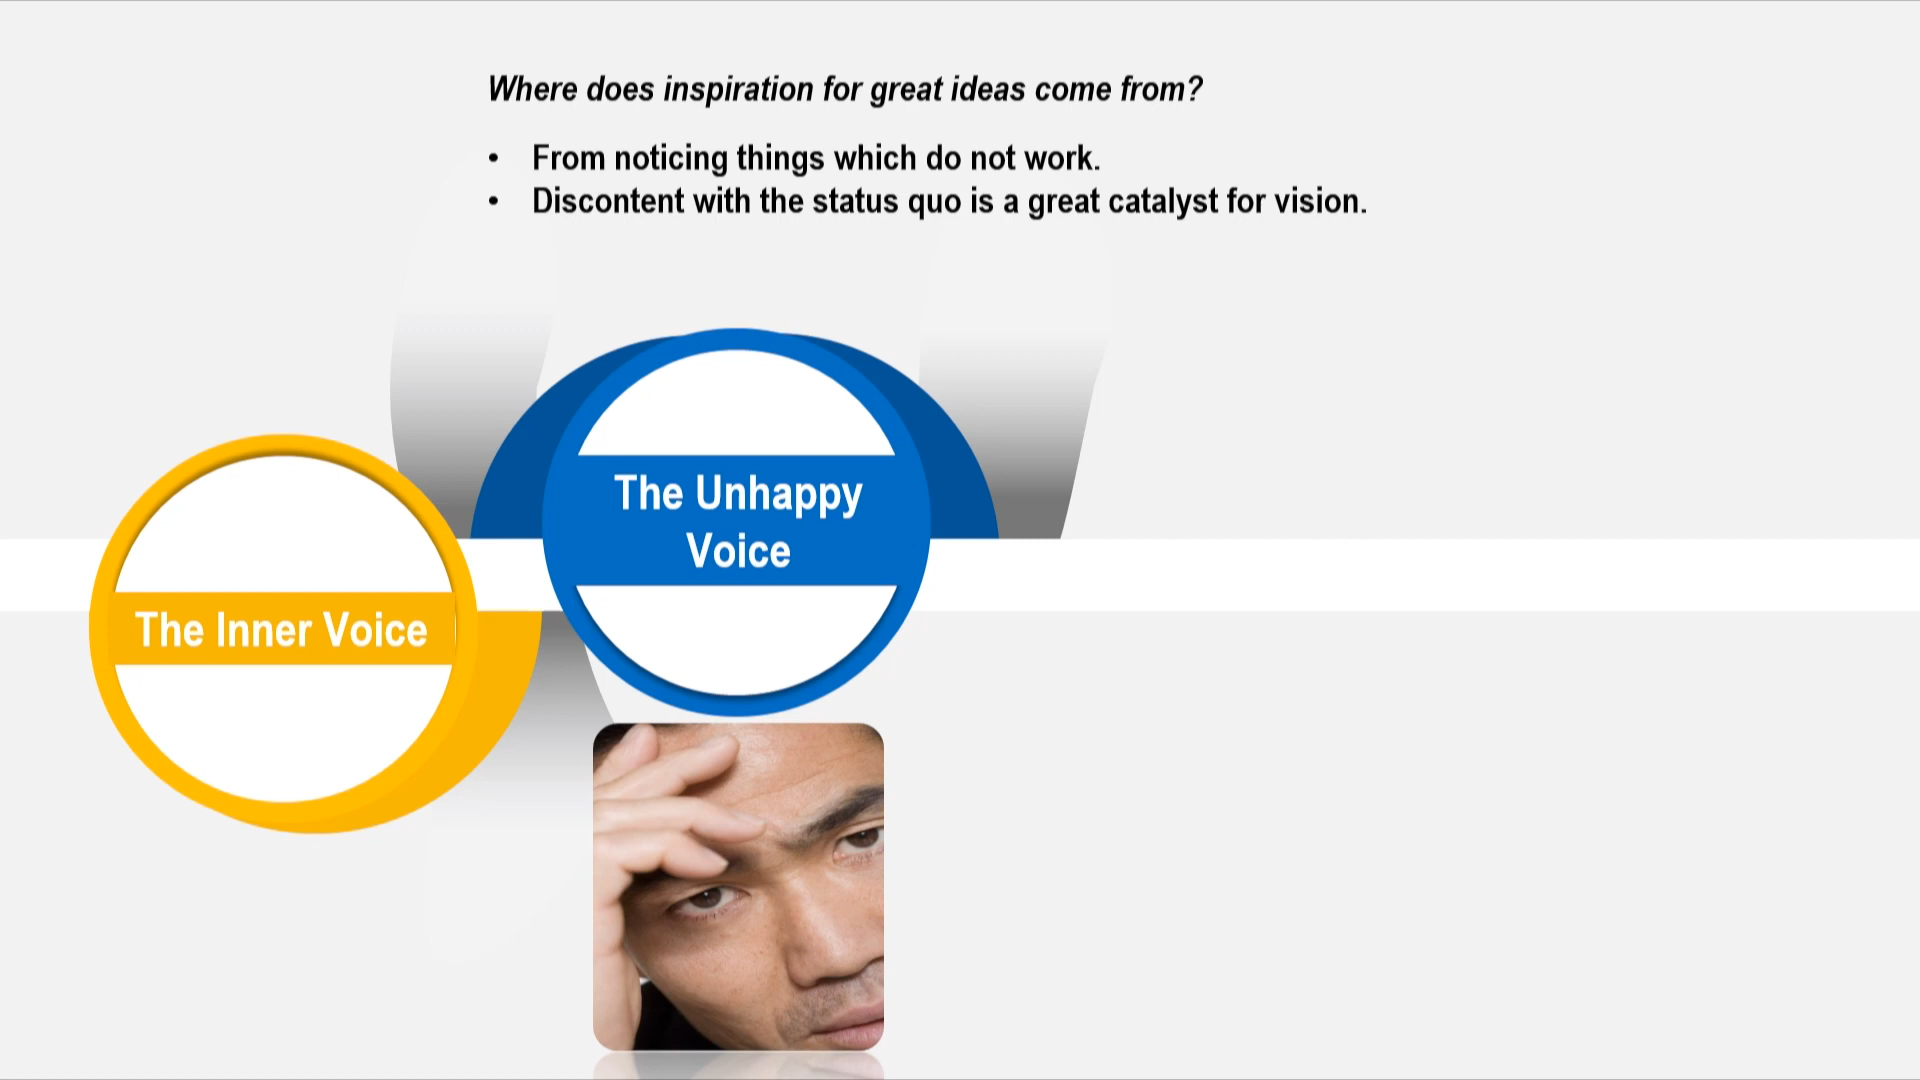 Where does inspiration for great ideas come from?
• From noticing things which do not work.
• Discontent with the status quo is a great catalyst for vision.
The Unhappy
Voice
The Inner Voice